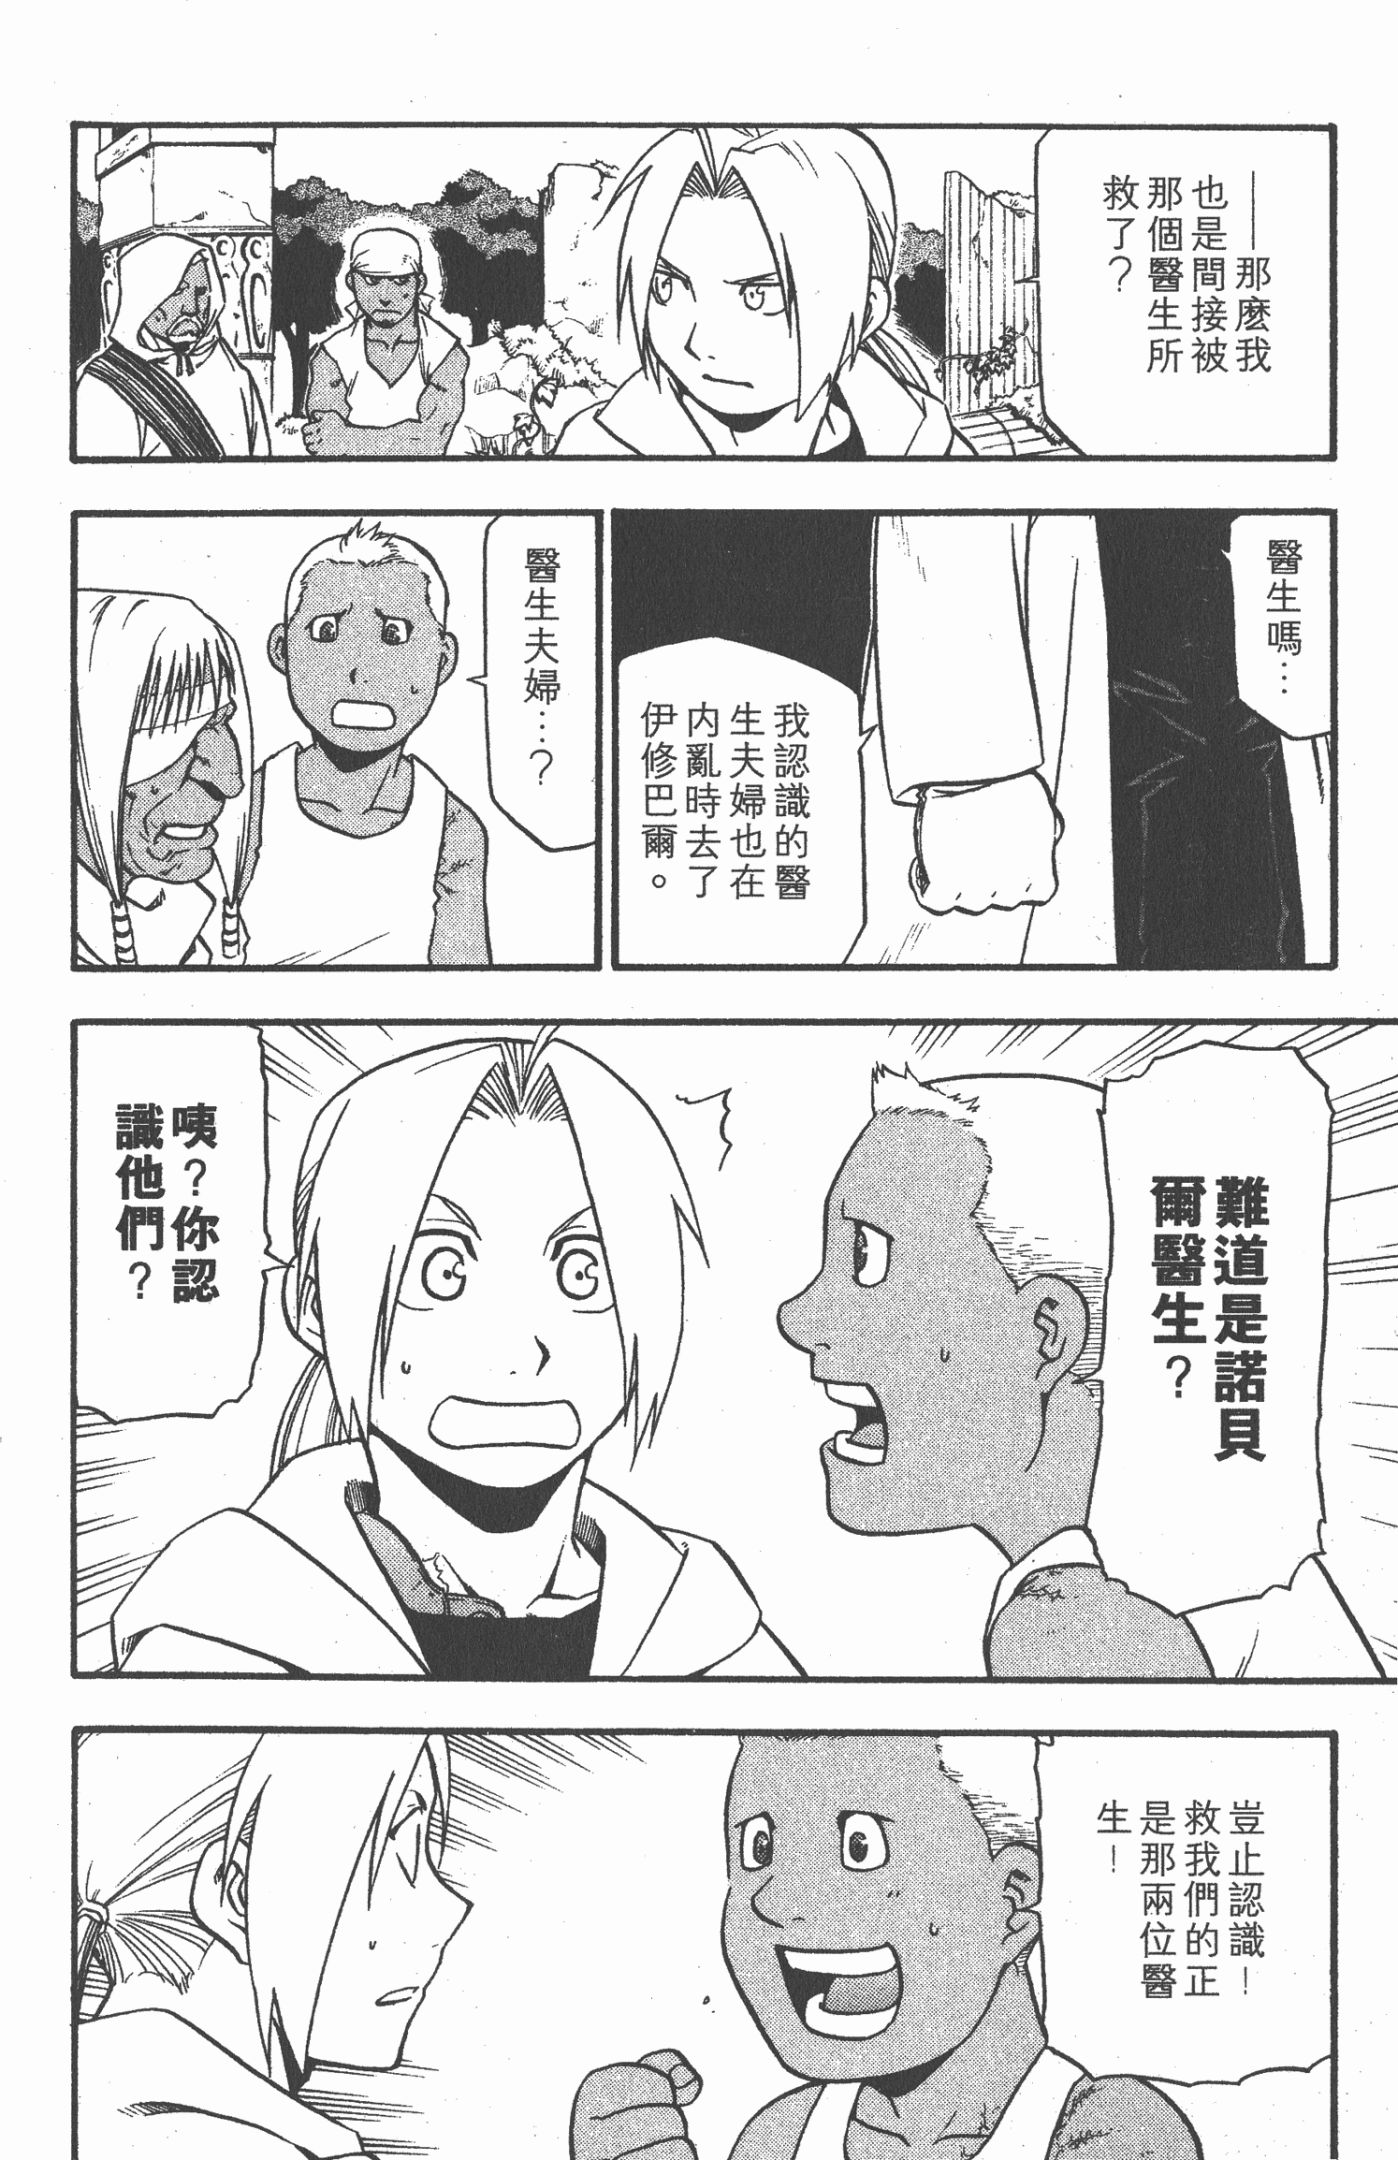 ——那麽我
也是間接被
那個醫生所
救了？
醫生嗎…
我認識的醫
生夫婦也在
內亂時去了
伊修巴爾。
醫生夫婦…？
難道是諾貝
爾醫生？
咦？你認
識他們？
豈止認識！
救我們的正
是那兩位醫
生！